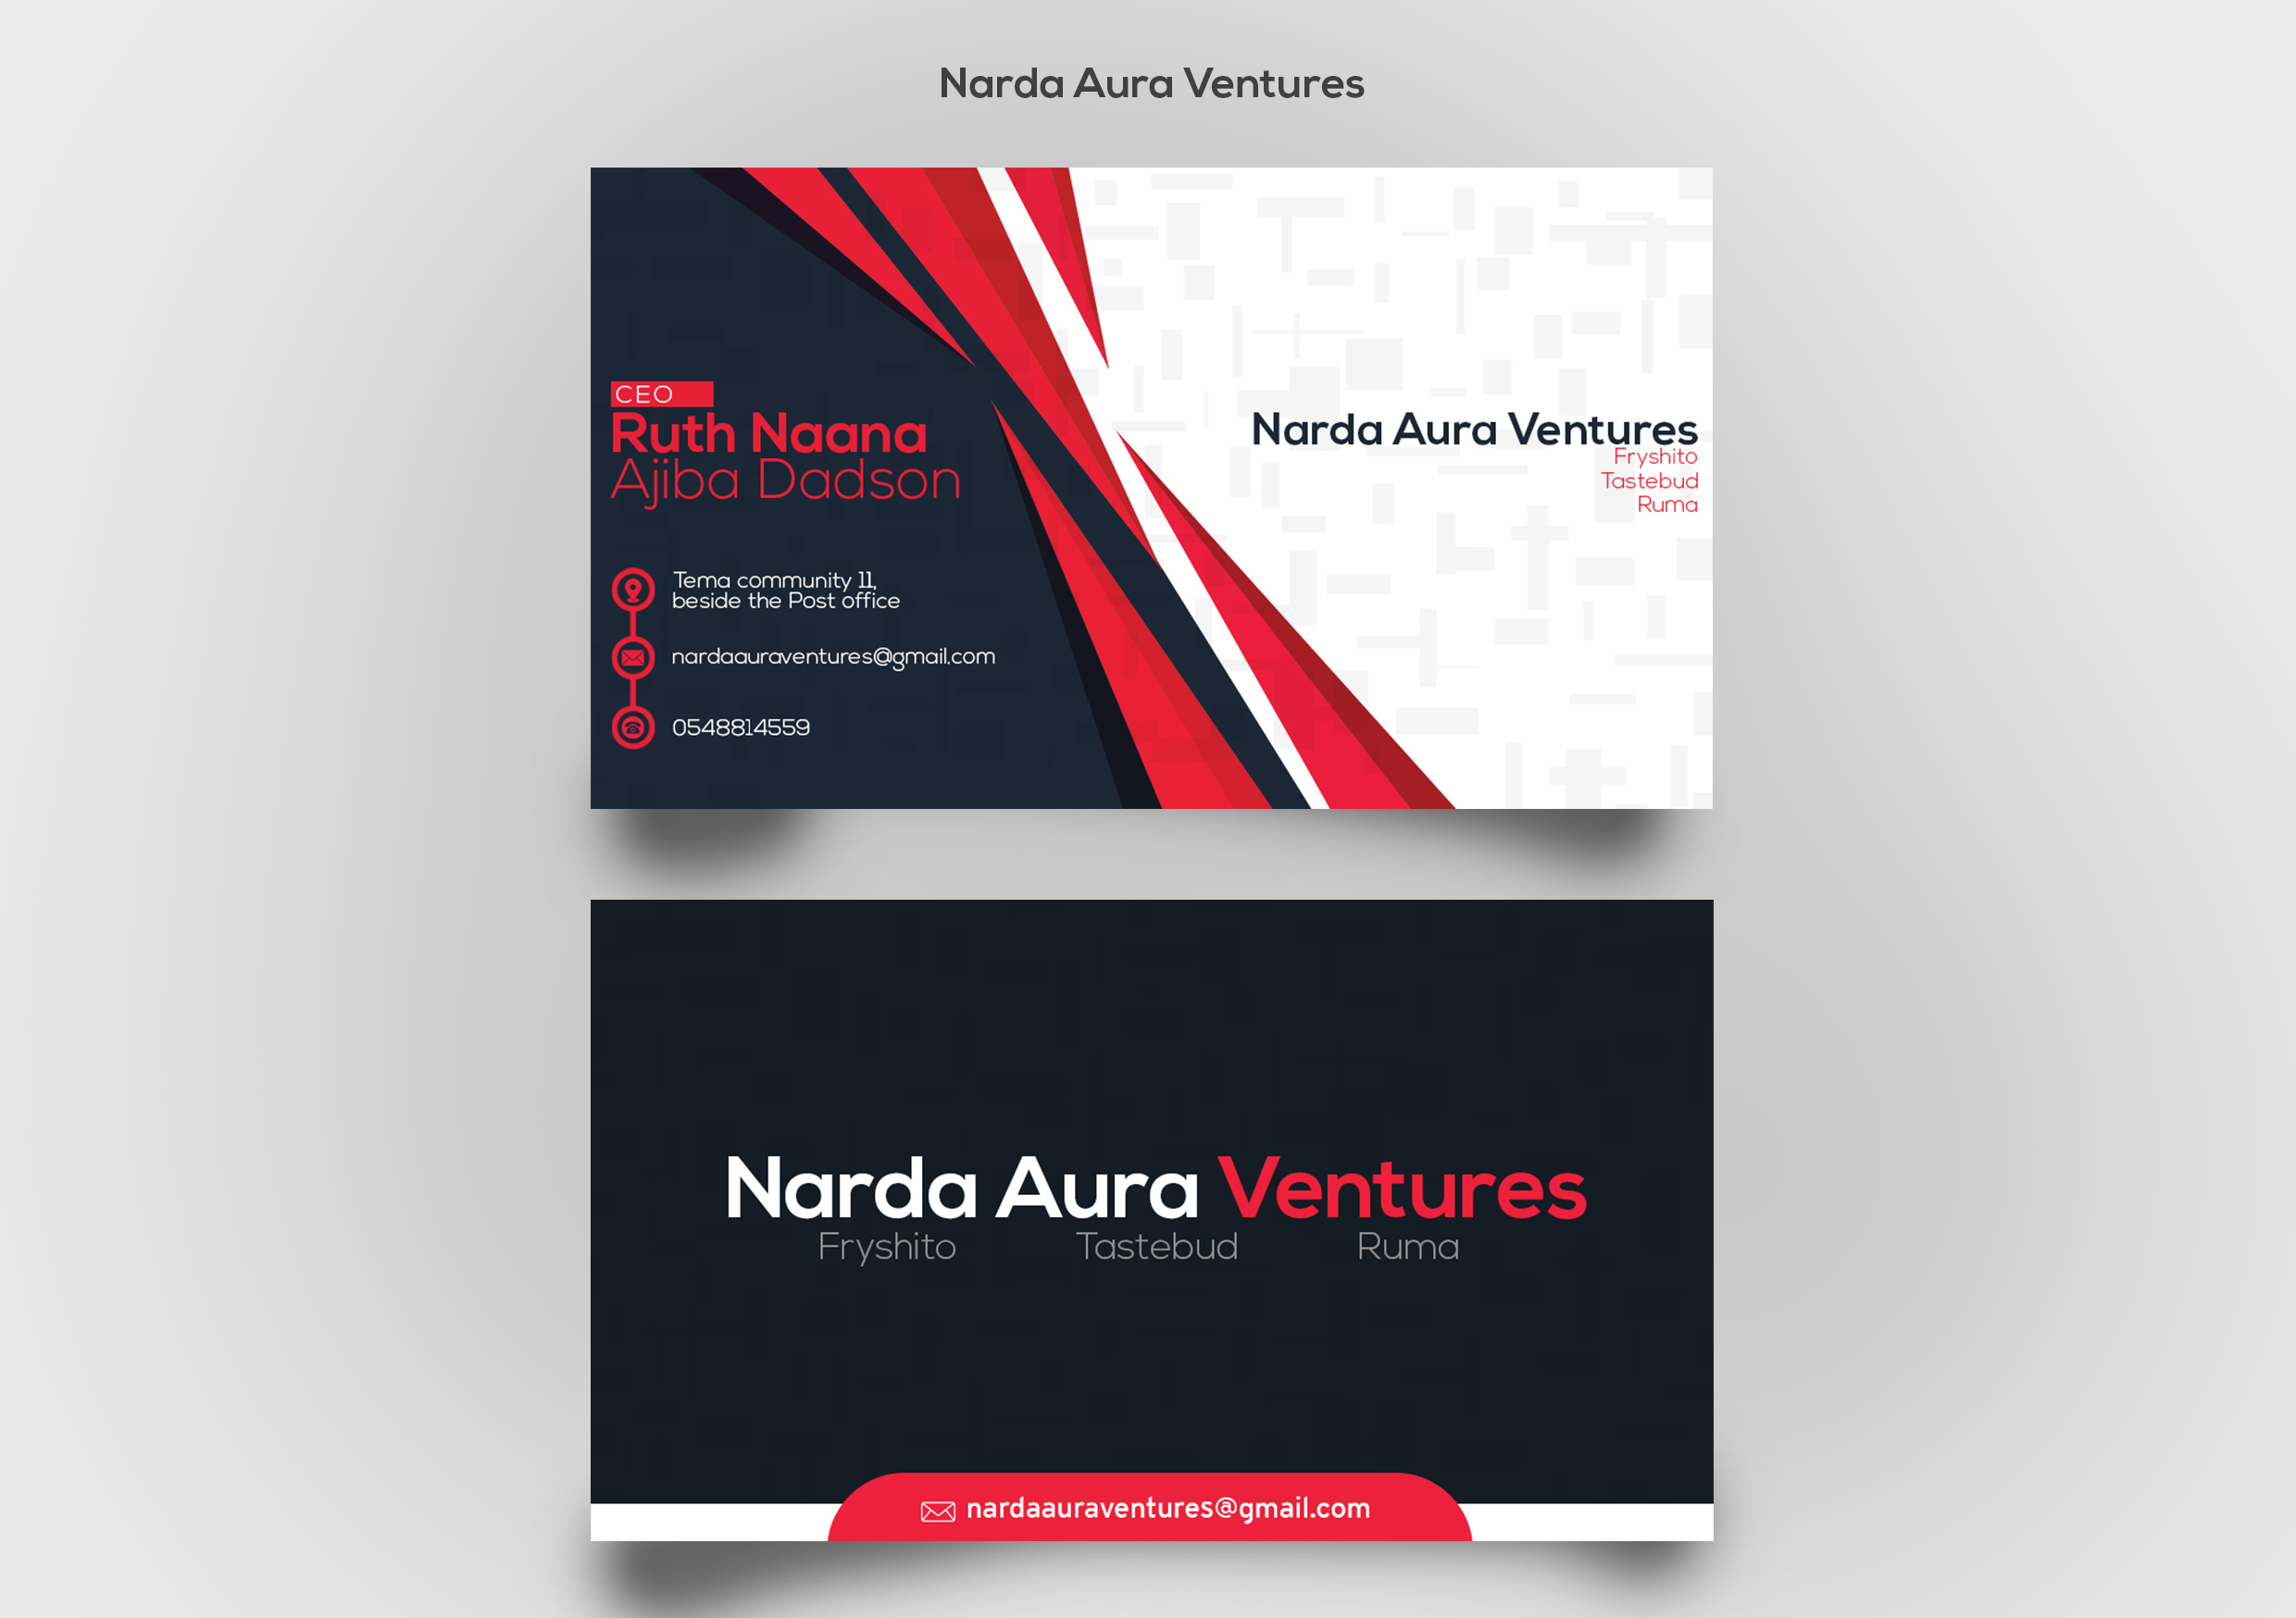 Narda Aura Ventures
CEO
Ruth Naana
Ajiba Dadson
Tema community 11,
beside the Post office
nardaauraventures@gmail.com
0548814559
Narda Aura Ventures
Fryshito
Tastebud
Ruma
Narda Aura Ventures
Fryshito Tastebud Ruma
nardaauraventures@gmail.com